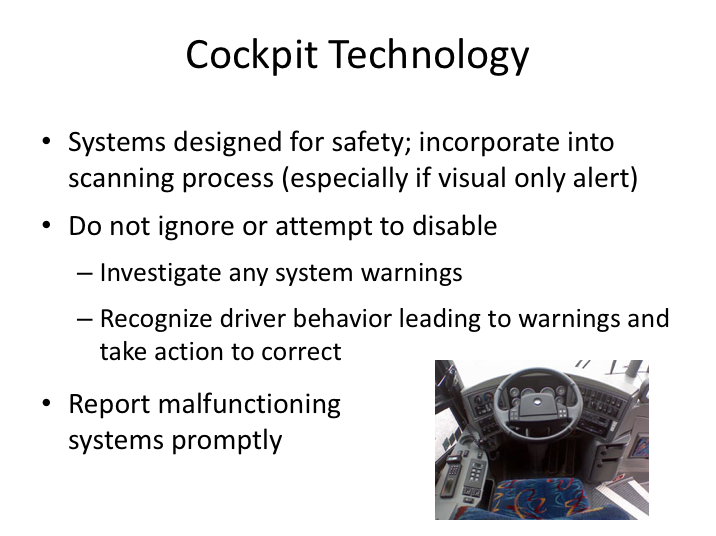 Cockpit Technology
• Systems designed for safety; incorporate into
scanning process (especially if visual only alert)
• Do not ignore or attempt to disable
– Investigate any system warnings
– Recognize driver behavior leading to warnings and
take action to correct
• Report malfunctioning
systems promptly